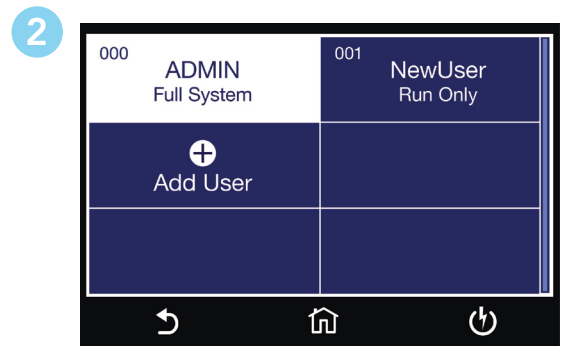 2
000
ADMIN
Full System
001
NewUser
Run Only
Add User